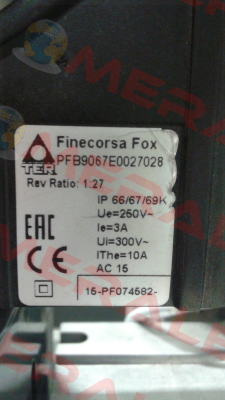 Finecorsa Fox
PFB9067E0027028
TER
Rev Ratio: 1:27
IP 66/67/69K
Ue=250V~
Ie=3A
Ui=300V~
IThe=10A
AC 15
EAC
CE
15-PF074582-